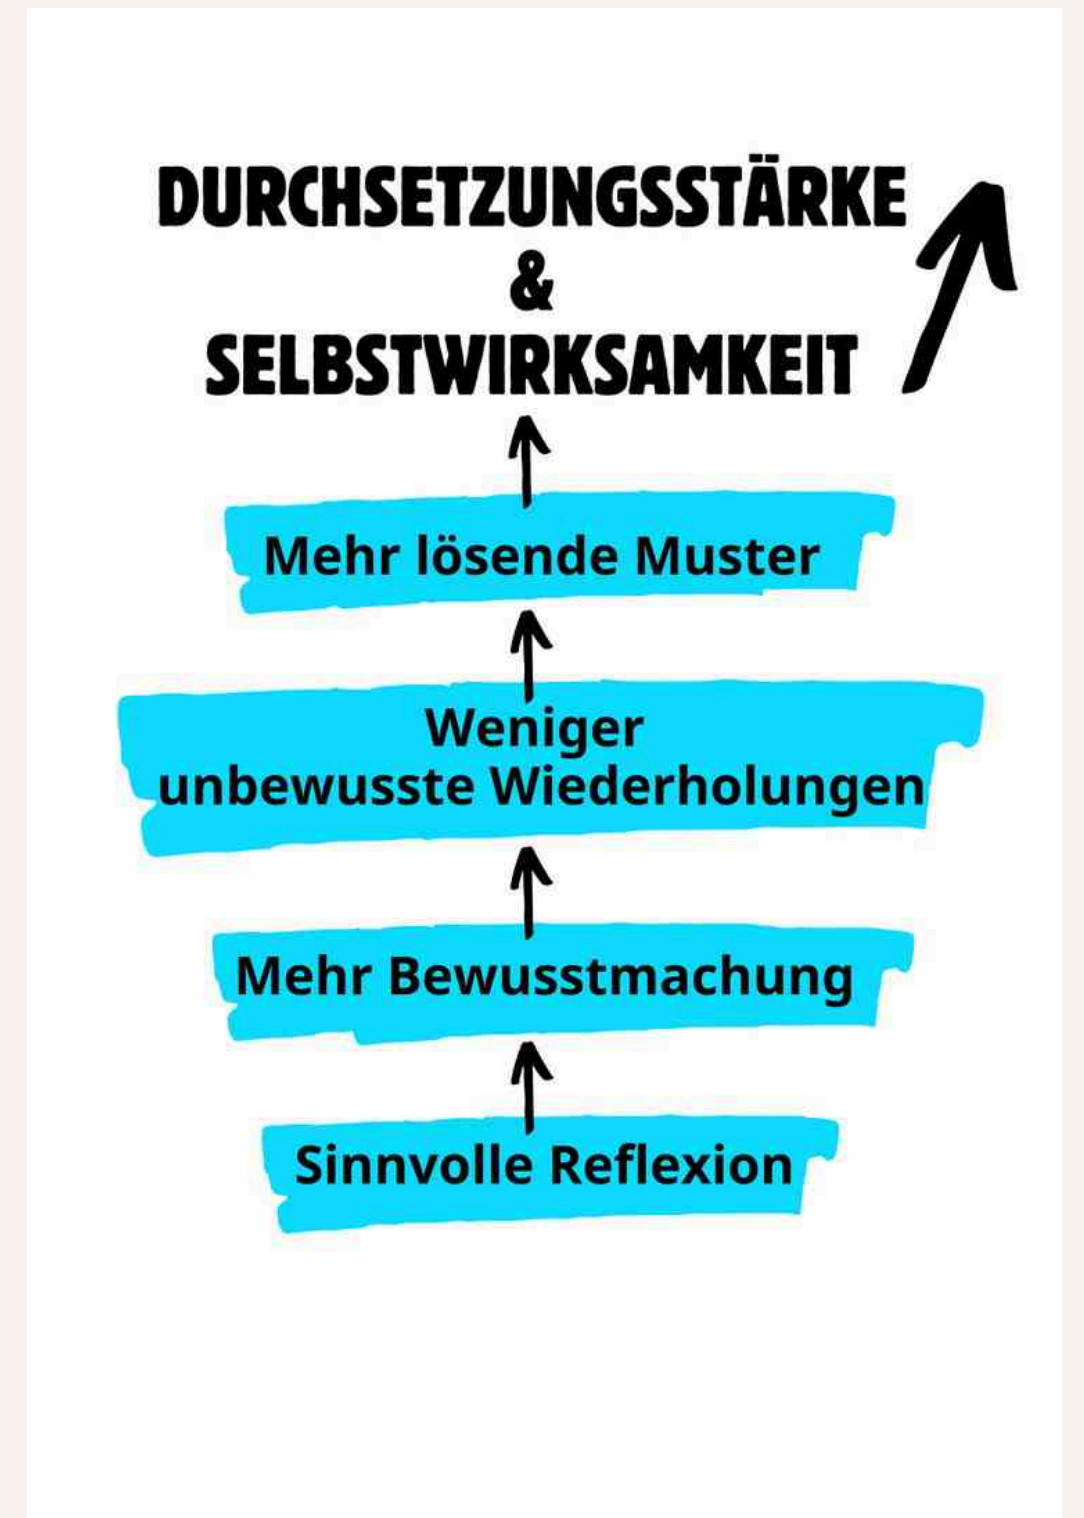 DURCHSETZUNGSSTÄRKE
&
SELBSTWIRKSAMKEIT
Mehr lösende Muster
Weniger
unbewusste Wiederholungen
Mehr Bewusstmachung
Sinnvolle Reflexion